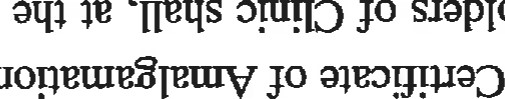 Certificate of Amalgamation
olders of Clinic shall, at the